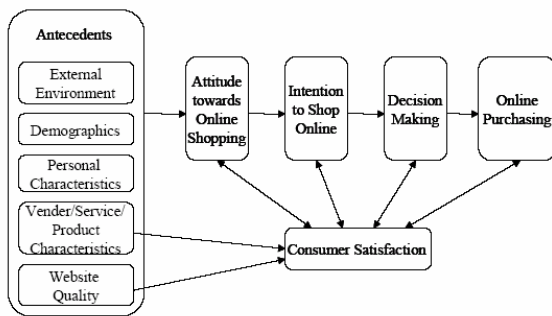 Antecedents
External
Environment
Demographics
Personal
Characteristics
Vender/Service/
Product
Characteristics
Website
Quality
Attitude
towards
Online
Shopping
Intention
to Shop
Online
Decision
Making
Online
Purchasing
Consumer Satisfaction